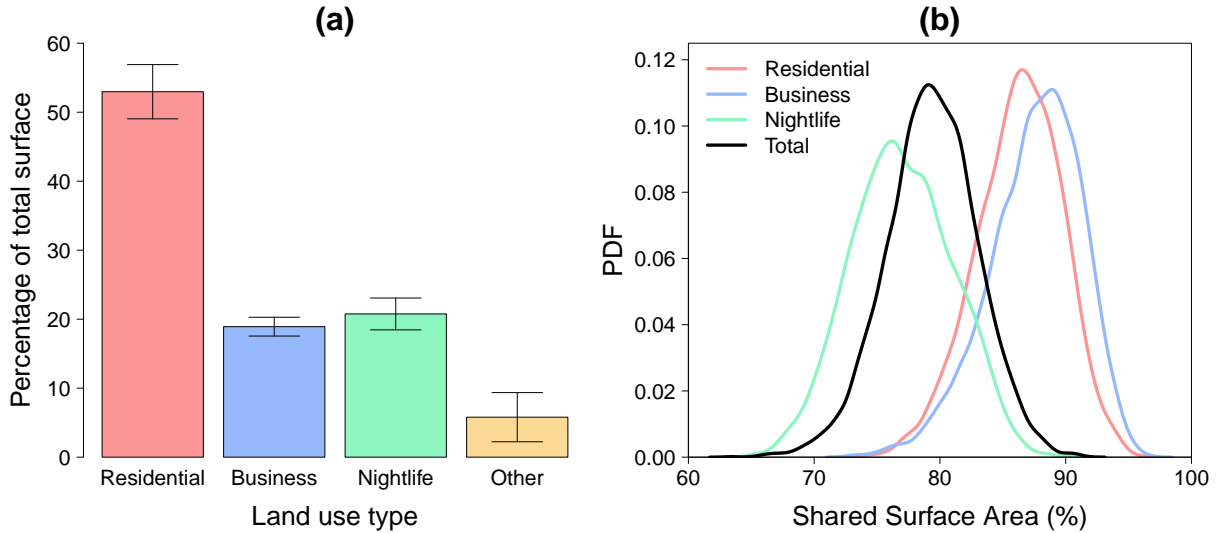 (a)
Percentage of total surface
60
50
40
30
20
10
0
Residential
Business
Nightlife
Other
Land use type
(b)
PDF
0.12
0.10
0.08
0.06
0.04
0.02
0.00
Residential
Business
Nightlife
Total
60
70
80
90
100
Shared Surface Area (%)